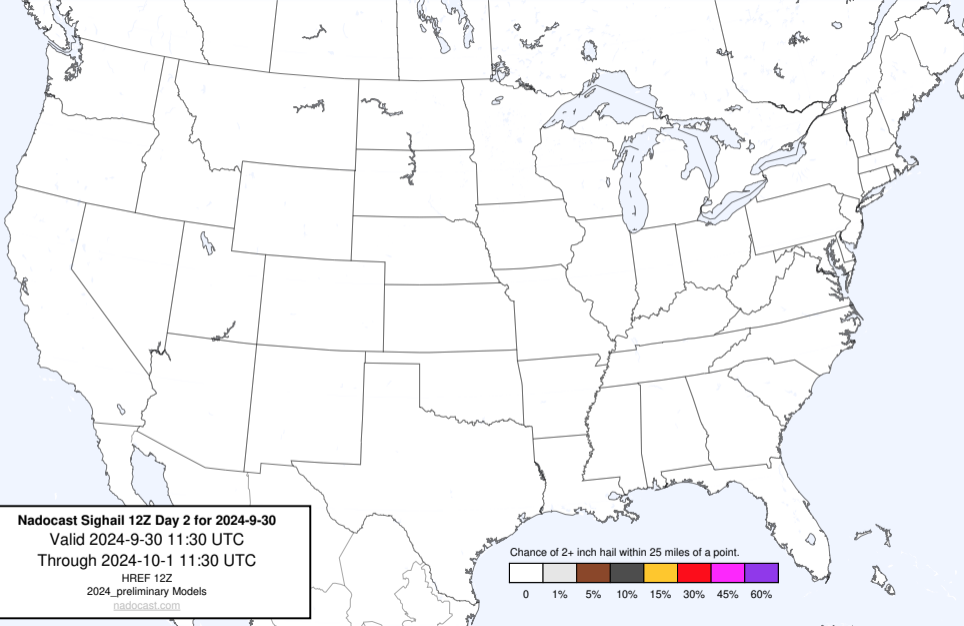 Nadocast Sighail 12Z Day 2 for 2024-9-30
Valid 2024-9-30 11:30 UTC
Through 2024-10-1 11:30 UTC
HREF 12Z
2024_preliminary Models
nadocast.com
Chance of 2+ inch hail within 25 miles of a point.
0 1% 5% 10% 15% 30% 45% 60%